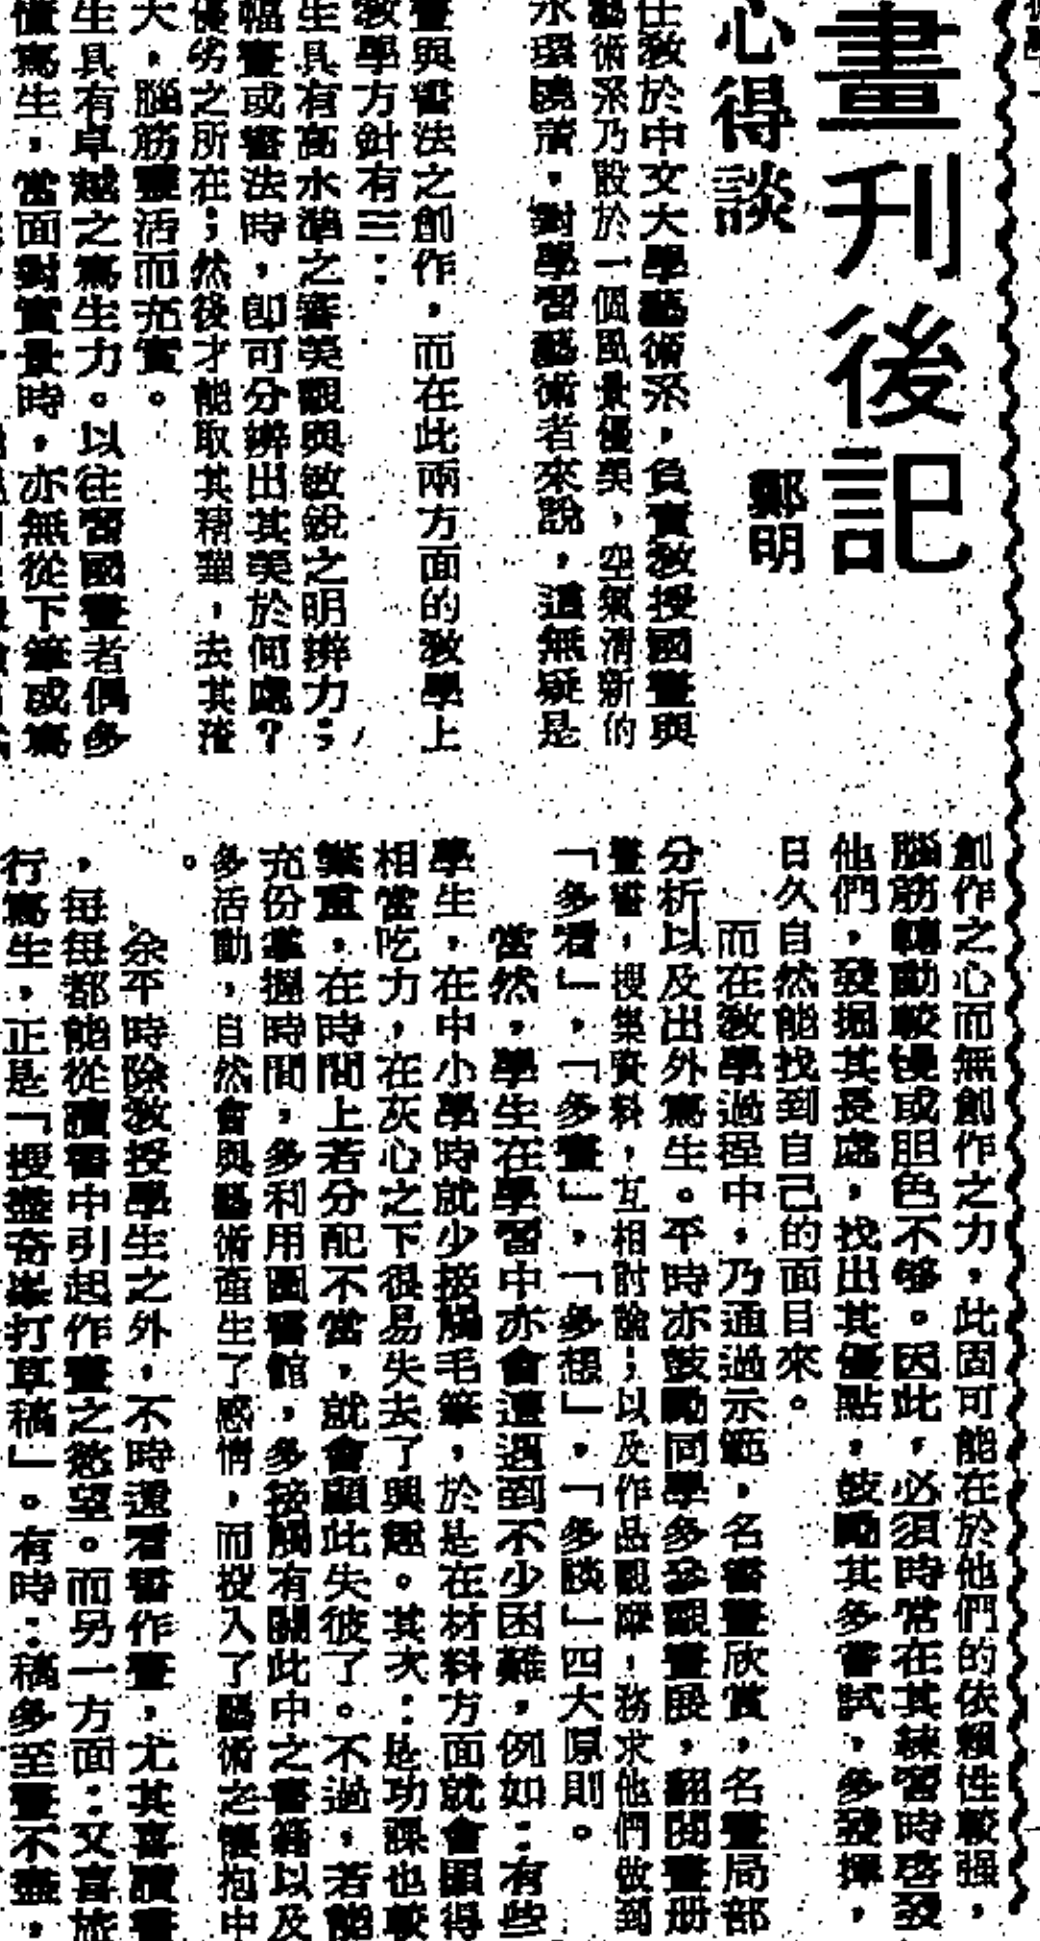 畫刊後記
心得談
鄭明
任教於中文大學藝術系，負責教授國畫與
藝術系乃設於一個風景優美，空氣清新的
水環繞着，對學習藝術者來說，這無疑是
畫與書法之創作，而在此兩方面的教學上
教學方針有三：
生具有高水準之審美觀與敏銳之明辨力；
幅畫或書法時，即可分辨出其美於何處？
優劣之所在；然後才能取其精華，去其渣
大，腦筋靈活而充實。
生具有卓越之寫生力。以往習國畫者偶多
懂寫生，當面對實景時，亦無從下筆或寫
創作之心而無創作之力，此固可能在於他們的依賴性較强，
腦筋轉動較慢或胆色不够。因此，必須時常在其練習時啓發
他們，發掘其長處，找出其優點，鼓勵其多嘗試，多發揮，
日久自然能找到自己的面目來。
而在教學過程中，乃通過示範，名書畫欣賞，名畫局部
分析以及出外寫生。平時亦鼓勵同學多參觀畫展，翻閱畫册
畫書，搜集資料，互相討論；以及作品觀摩，務求他們做到
「多看」，「多畫」，「多想」，「多談」四大原則。
當然，學生在學習中亦會遭遇到不少困難，例如：有些
學生，在中小學時就少接觸毛筆，於是在材料方面就會顯得
相當吃力，在灰心之下很易失去了興趣。其次：是功課也較
繁重，在時間上若分配不當，就會顧此失彼了。不過，若能
充份掌握時間，多利用圖書館，多接觸有關此中之書籍以及
多活動，自然會與藝術產生了感情，而投入了藝術之懷抱中
。
余平時除教授學生之外，不時還看書作畫，尤其喜讀畫
，每每都能從讀書中引起作畫之慾望。而另一方面：又喜旅
行寫生，正是「搜盡奇峯打草稿」。有時：稿多至畫不盡，